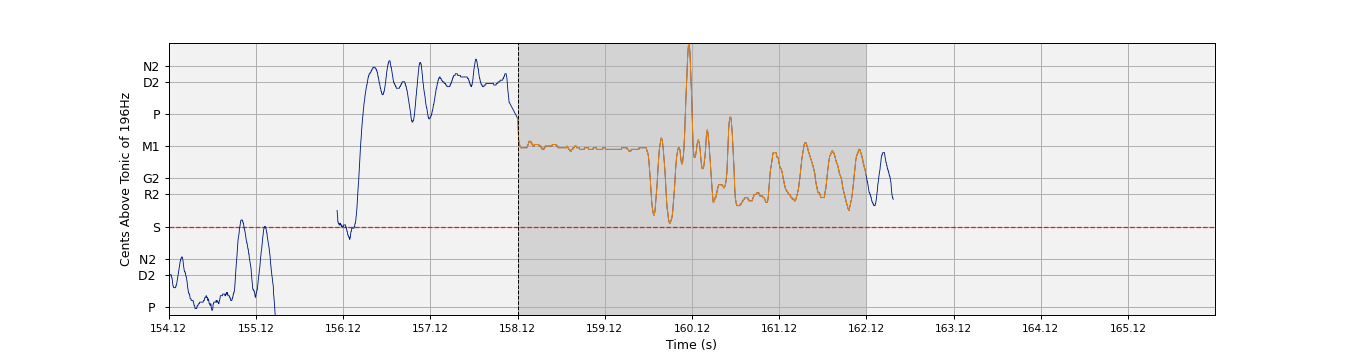 Cents Above Tonic of 196Hz
N2
D2
P
M1
G2
R2
S
N2
D2
P
154.12 155.12 156.12 157.12 158.12 159.12 160.12 161.12 162.12 163.12 164.12 165.12
Time (s)